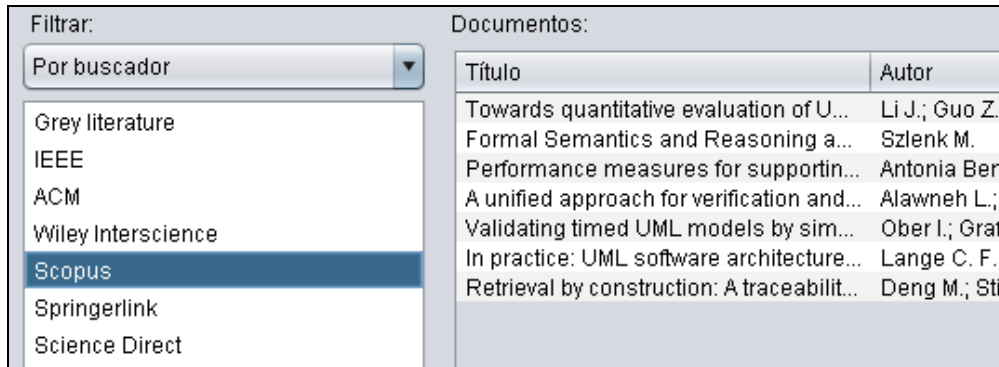 Filtrar:
Por buscador
Grey literature
IEEE
ACM
Wiley Interscience
Scopus
Springerlink
Science Direct
Documentos:
Título Autor
Towards quantitative evaluation of U... Li J.; Guo Z.
Formal Semantics and Reasoning a... Szlenk M.
Performance measures for supportin... Antonia Ber
A unified approach for verification and... Alawneh L.;
Validating timed UML models by sim... Ober I.; Graf
In practice: UML software architecture... Lange C. F.
Retrieval by construction: A traceabilit... Deng M.; Sti